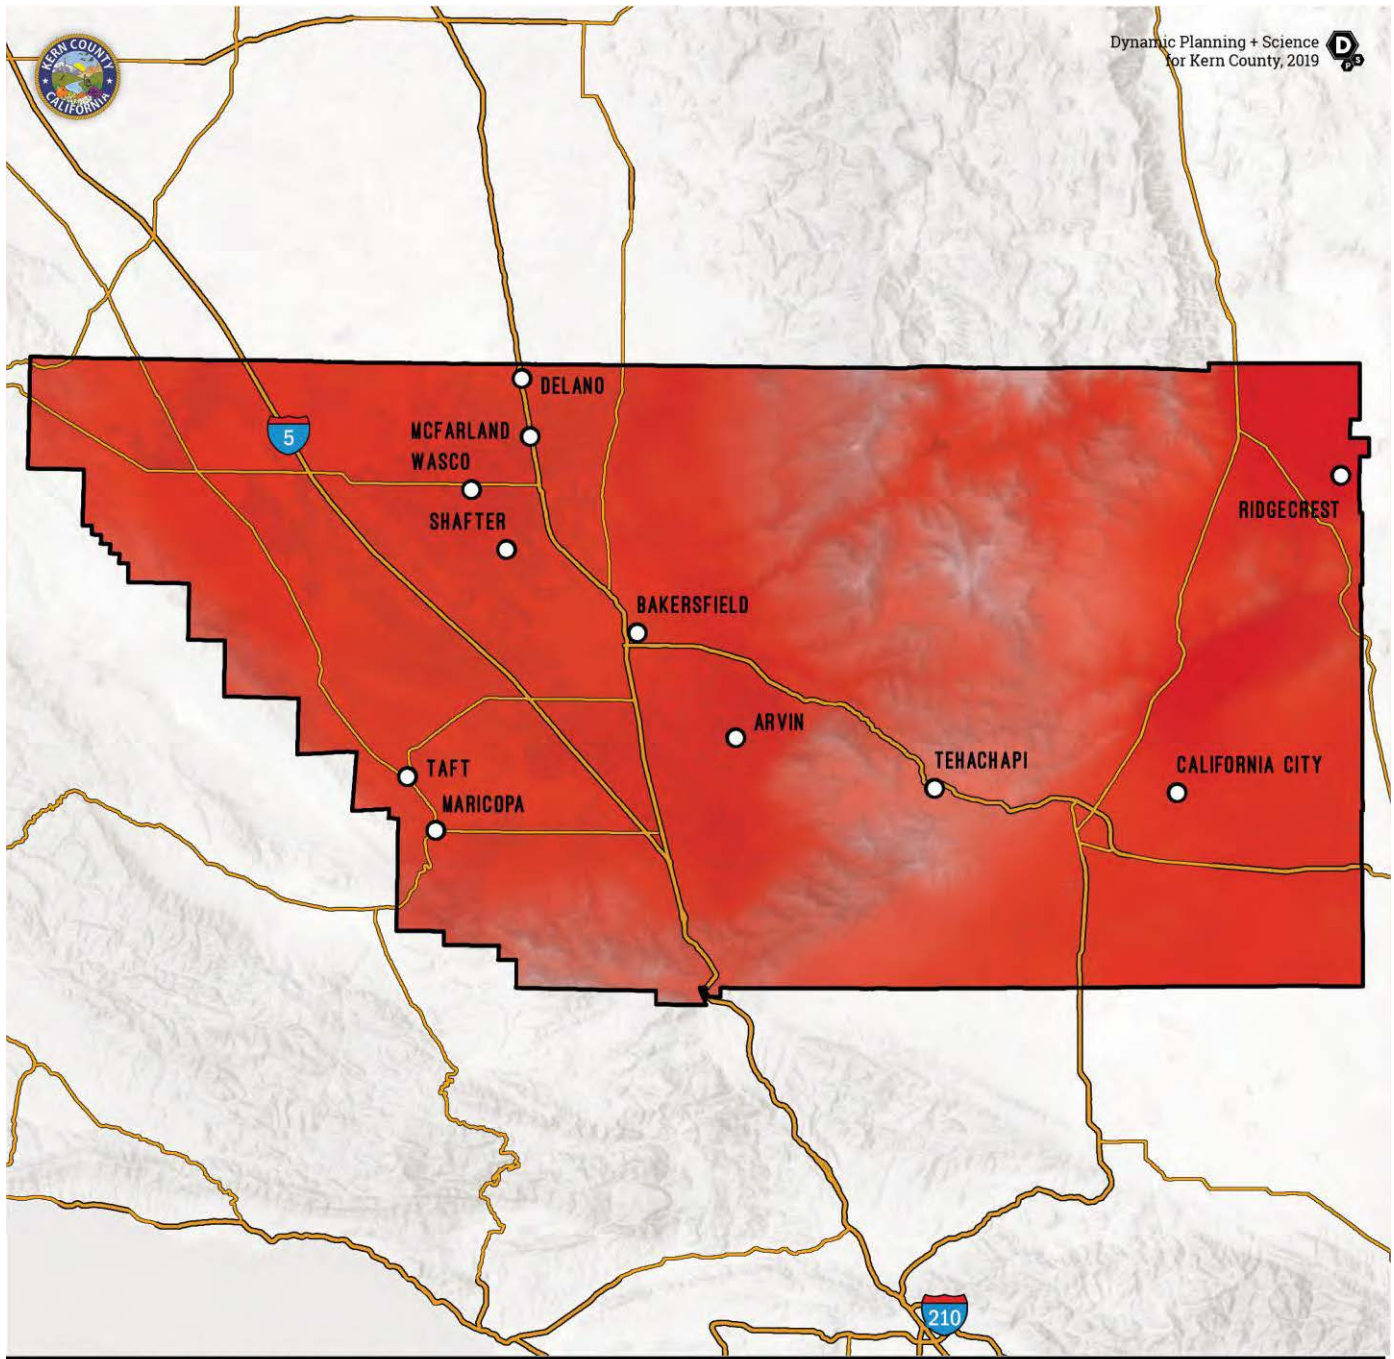 KERN COUNTY
CALIFORNIA
Dynamic Planning + Science
for Kern County, 2019
D
P S
DELANO
5
MCFARLAND
WASCO
SHAFTER
RIDGECREST
BAKERSFIELD
ARVIN
TEHACHAPI
CALIFORNIA CITY
TAFT
MARICOPA
210